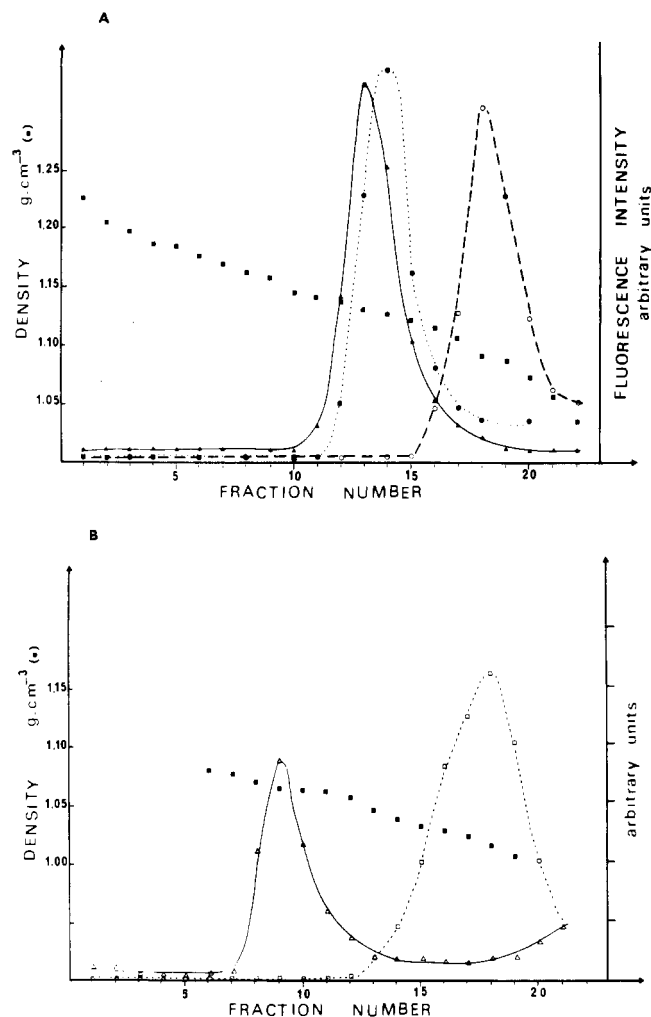 A
DENSITY g.cm⁻³ (▪)
1.25
1.20
1.15
1.10
1.05
5
10
15
20
FRACTION NUMBER
FLUORESCENCE INTENSITY
arbitrary units
B
DENSITY g.cm⁻³ (▪)
1.15
1.10
1.05
1.00
5
10
15
20
FRACTION NUMBER
arbitrary units